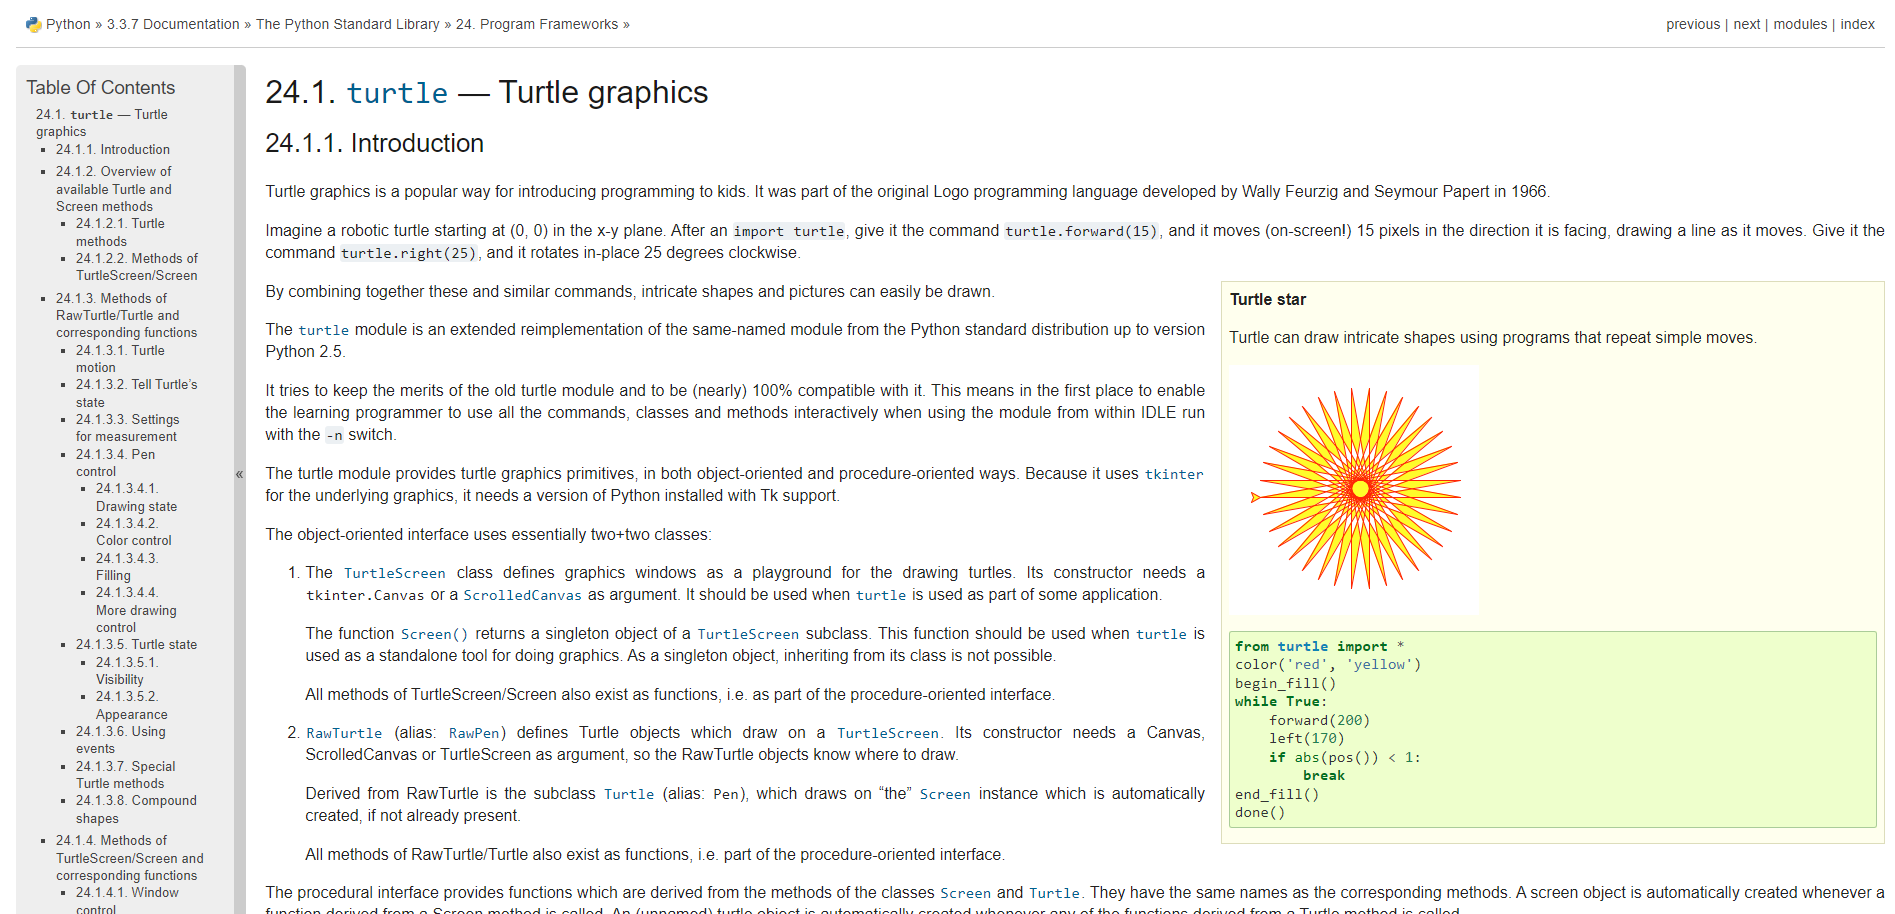 Python » 3.3.7 Documentation » The Python Standard Library » 24. Program Frameworks »
previous | next | modules | index
Table Of Contents
24.1. turtle — Turtle
graphics
24.1.1. Introduction
24.1.2. Overview of
available Turtle and
Screen methods
24.1.2.1. Turtle
methods
24.1.2.2. Methods of
TurtleScreen/Screen
24.1.3. Methods of
RawTurtle/Turtle and
corresponding functions
24.1.3.1. Turtle
motion
24.1.3.2. Tell Turtle’s
state
24.1.3.3. Settings
for measurement
24.1.3.4. Pen
control
24.1.3.4.1.
Drawing state
24.1.3.4.2.
Color control
24.1.3.4.3.
Filling
24.1.3.4.4.
More drawing
control
24.1.3.5. Turtle state
24.1.3.5.1.
Visibility
24.1.3.5.2.
Appearance
24.1.3.6. Using
events
24.1.3.7. Special
Turtle methods
24.1.3.8. Compound
shapes
24.1.4. Methods of
TurtleScreen/Screen and
corresponding functions
24.1.4.1. Window
control
«
24.1. turtle — Turtle graphics
24.1.1. Introduction
Turtle graphics is a popular way for introducing programming to kids. It was part of the original Logo programming language developed by Wally Feurzig and Seymour Papert in 1966.
Imagine a robotic turtle starting at (0, 0) in the x-y plane. After an import turtle, give it the command turtle.forward(15), and it moves (on-screen!) 15 pixels in the direction it is facing, drawing a line as it moves. Give it the
command turtle.right(25), and it rotates in-place 25 degrees clockwise.
By combining together these and similar commands, intricate shapes and pictures can easily be drawn.
The turtle module is an extended reimplementation of the same-named module from the Python standard distribution up to version
Python 2.5.
It tries to keep the merits of the old turtle module and to be (nearly) 100% compatible with it. This means in the first place to enable
the learning programmer to use all the commands, classes and methods interactively when using the module from within IDLE run
with the -n switch.
The turtle module provides turtle graphics primitives, in both object-oriented and procedure-oriented ways. Because it uses tkinter
for the underlying graphics, it needs a version of Python installed with Tk support.
The object-oriented interface uses essentially two+two classes:
1. The TurtleScreen class defines graphics windows as a playground for the drawing turtles. Its constructor needs a
tkinter.Canvas or a ScrolledCanvas as argument. It should be used when turtle is used as part of some application.
The function Screen() returns a singleton object of a TurtleScreen subclass. This function should be used when turtle is
used as a standalone tool for doing graphics. As a singleton object, inheriting from its class is not possible.
All methods of TurtleScreen/Screen also exist as functions, i.e. as part of the procedure-oriented interface.
2. RawTurtle (alias: RawPen) defines Turtle objects which draw on a TurtleScreen. Its constructor needs a Canvas,
ScrolledCanvas or TurtleScreen as argument, so the RawTurtle objects know where to draw.
Derived from RawTurtle is the subclass Turtle (alias: Pen), which draws on “the” Screen instance which is automatically
created, if not already present.
All methods of RawTurtle/Turtle also exist as functions, i.e. part of the procedure-oriented interface.
The procedural interface provides functions which are derived from the methods of the classes Screen and Turtle. They have the same names as the corresponding methods. A screen object is automatically created whenever a
function derived from a Screen method is called. An (unnamed) turtle object is automatically created whenever any of the functions derived from a Turtle method is called.
Turtle star
Turtle can draw intricate shapes using programs that repeat simple moves.
from turtle import *
color('red', 'yellow')
begin_fill()
while True:
    forward(200)
    left(170)
    if abs(pos()) < 1:
        break
end_fill()
done()